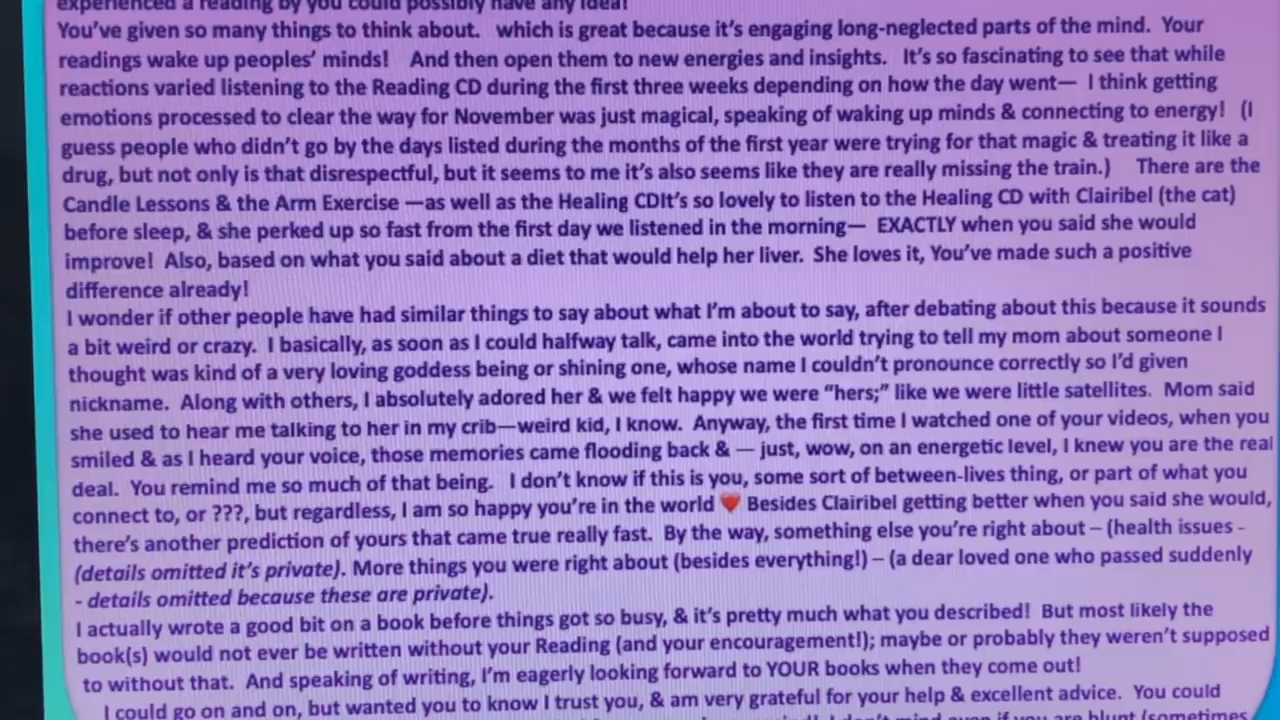 experienced a reading by you could possibly have any idea!
You've given so many things to think about. which is great because it's engaging long-neglected parts of the mind. Your
readings wake up peoples' minds! And then open them to new energies and insights. It's so fascinating to see that while
reactions varied listening to the Reading CD during the first three weeks depending on how the day went— I think getting
emotions processed to clear the way for November was just magical, speaking of waking up minds & connecting to energy! (I
guess people who didn't go by the days listed during the months of the first year were trying for that magic & treating it like a
drug, but not only is that disrespectful, but it seems to me it's also seems like they are really missing the train.) There are the
Candle Lessons & the Arm Exercise —as well as the Healing CDIt's so lovely to listen to the Healing CD with Clairibel (the cat)
before sleep, & she perked up so fast from the first day we listened in the morning— EXACTLY when you said she would
improve! Also, based on what you said about a diet that would help her liver. She loves it, You've made such a positive
difference already!
I wonder if other people have had similar things to say about what I'm about to say, after debating about this because it sounds
a bit weird or crazy. I basically, as soon as I could halfway talk, came into the world trying to tell my mom about someone I
thought was kind of a very loving goddess being or shining one, whose name I couldn't pronounce correctly so I'd given
nickname. Along with others, I absolutely adored her & we felt happy we were "hers;" like we were little satellites. Mom said
she used to hear me talking to her in my crib—weird kid, I know. Anyway, the first time I watched one of your videos, when you
smiled & as I heard your voice, those memories came flooding back & — just, wow, on an energetic level, I knew you are the real
deal. You remind me so much of that being. I don't know if this is you, some sort of between-lives thing, or part of what you
connect to, or ???, but regardless, I am so happy you're in the world ❤️ Besides Clairibel getting better when you said she would,
there's another prediction of yours that came true really fast. By the way, something else you're right about – (health issues -
(details omitted it's private). More things you were right about (besides everything!) – (a dear loved one who passed suddenly
- details omitted because these are private).
I actually wrote a good bit on a book before things got so busy, & it's pretty much what you described! But most likely the
book(s) would not ever be written without your Reading (and your encouragement!); maybe or probably they weren't supposed
to without that. And speaking of writing, I'm eagerly looking forward to YOUR books when they come out!
I could go on and on, but wanted you to know I trust you, & am very grateful for your help & excellent advice. You could
I don't mind even if you are blunt (sometimes